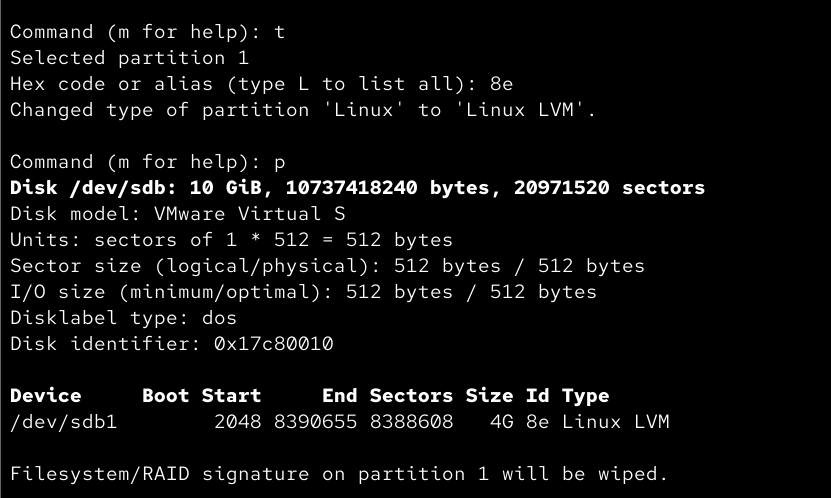 Command (m for help): t
Selected partition 1
Hex code or alias (type L to list all): 8e
Changed type of partition 'Linux' to 'Linux LVM'.
Command (m for help): p
Disk /dev/sdb: 10 GiB, 10737418240 bytes, 20971520 sectors
Disk model: VMware Virtual S
Units: sectors of 1 * 512 = 512 bytes
Sector size (logical/physical): 512 bytes / 512 bytes
I/O size (minimum/optimal): 512 bytes / 512 bytes
Disklabel type: dos
Disk identifier: 0x17c80010
Device     Boot Start     End Sectors Size Id Type
/dev/sdb1        2048 8390655 8388608   4G 8e Linux LVM
Filesystem/RAID signature on partition 1 will be wiped.